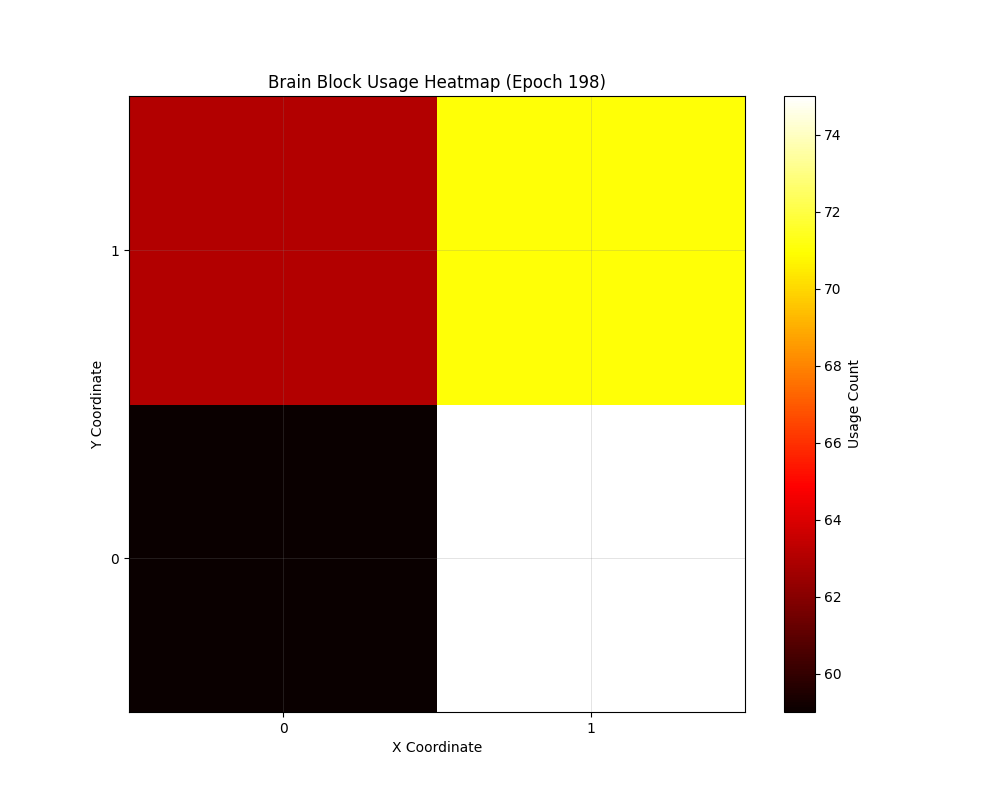 Brain Block Usage Heatmap (Epoch 198)
1
0
Y Coordinate
0 1
X Coordinate
74
72
70
68
66
64
62
60
Usage Count